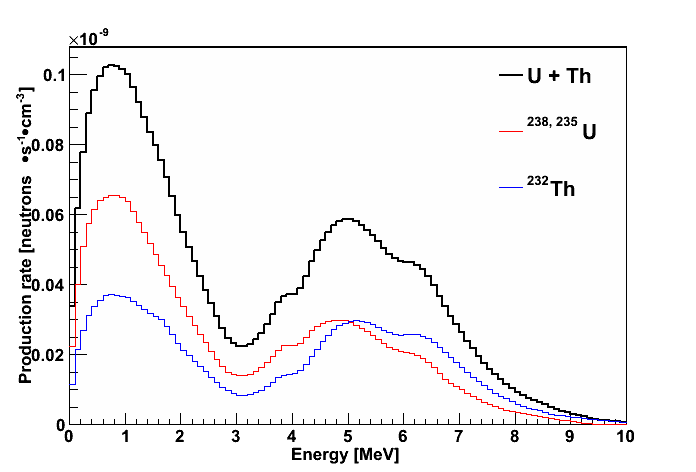 ×10⁻⁹
Production rate [neutrons •s⁻¹•cm⁻³]
0.1
0.08
0.06
0.04
0.02
0
U + Th
²³⁸, ²³⁵ U
²³²Th
0 1 2 3 4 5 6 7 8 9 10
Energy [MeV]